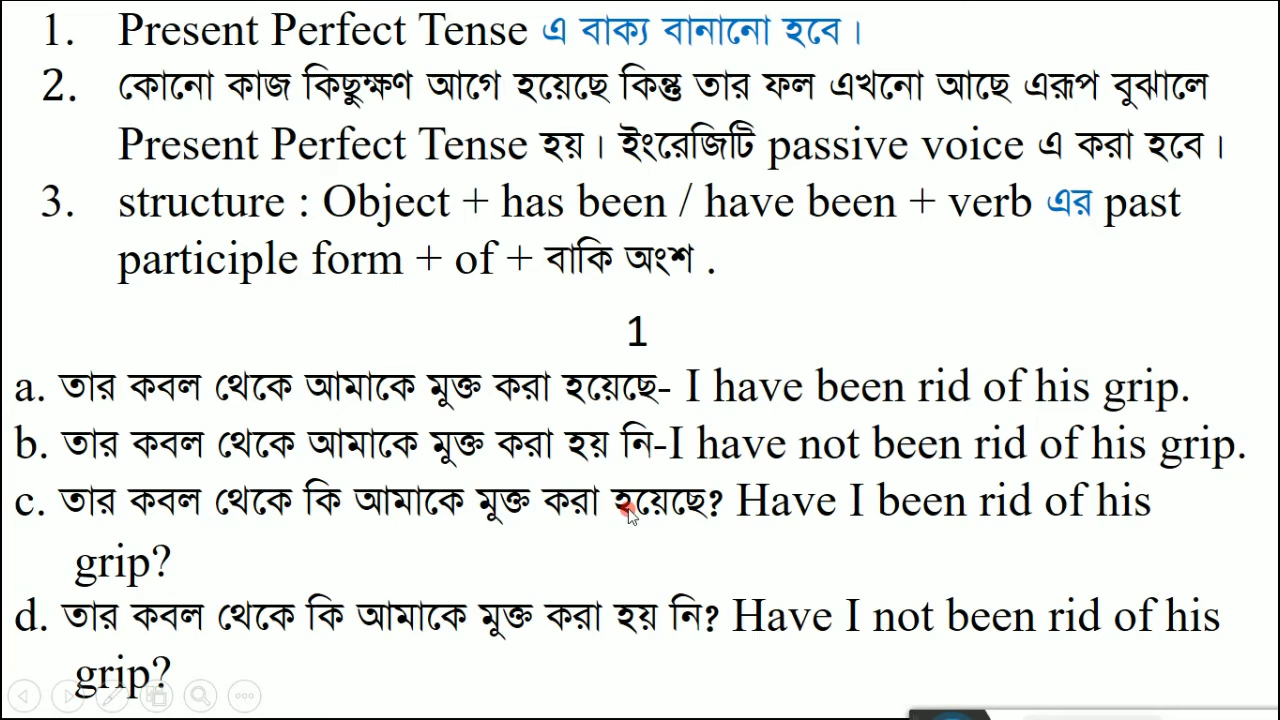 1. Present Perfect Tense এ বাক্য বানানো হবে।
2. কোনো কাজ কিছুক্ষণ আগে হয়েছে কিন্তু তার ফল এখনো আছে এরূপ বুঝালে
Present Perfect Tense হয়। ইংরেজিটি passive voice এ করা হবে।
3. structure : Object + has been / have been + verb এর past
participle form + of + বাকি অংশ .
1
a. তার কবল থেকে আমাকে মুক্ত করা হয়েছে- I have been rid of his grip.
b. তার কবল থেকে আমাকে মুক্ত করা হয় নি-I have not been rid of his grip.
c. তার কবল থেকে কি আমাকে মুক্ত করা হয়েছে? Have I been rid of his
grip?
d. তার কবল থেকে কি আমাকে মুক্ত করা হয় নি? Have I not been rid of his
grip?